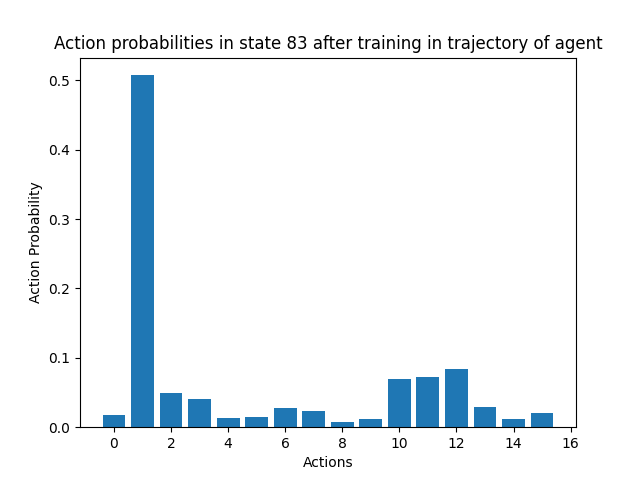 Action probabilities in state 83 after training in trajectory of agent
0.5
0.4
0.3
0.2
0.1
0.0
Action Probability
0 2 4 6 8 10 12 14 16
Actions